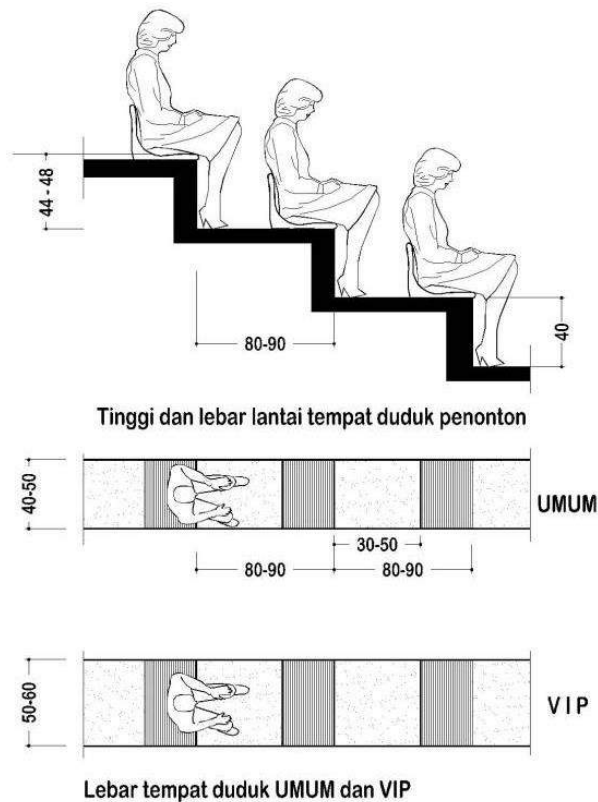 44 - 48
80-90
40
Tinggi dan lebar lantai tempat duduk penonton
40-50
UMUM
30-50
80-90
80-90
50-60
V I P
Lebar tempat duduk UMUM dan VIP